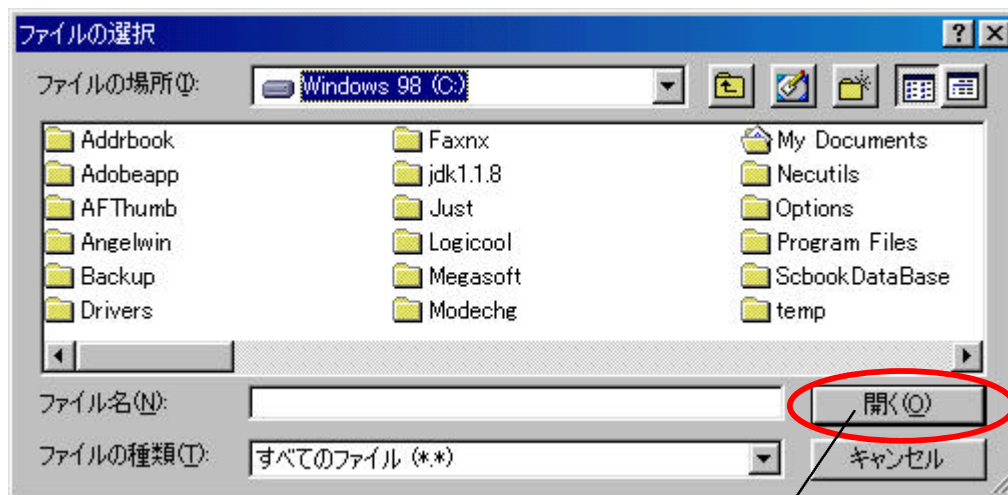 ファイルの選択
ファイルの場所(I):
Windows 98 (C:)
Addrbook
Adobeapp
AFThumb
Angelwin
Backup
Drivers
Faxnx
jdk1.1.8
Just
Logicool
Megasoft
Modechg
My Documents
Necutils
Options
Program Files
ScbookDataBase
temp
ファイル名(N):
開く(O)
ファイルの種類(T):
すべてのファイル (*.*)
キャンセル